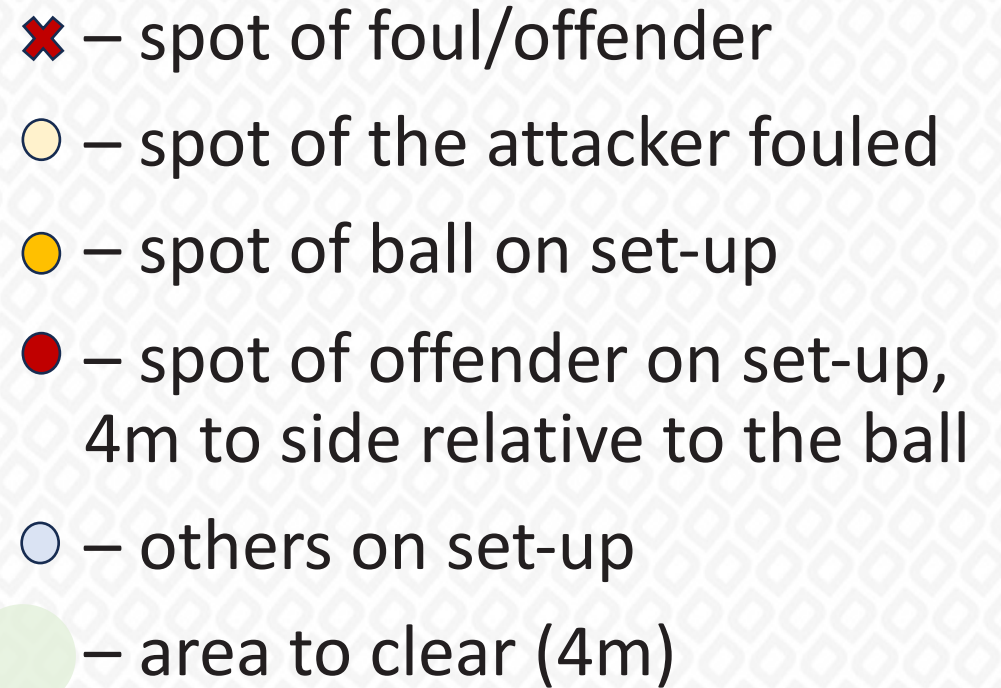 – spot of foul/offender
– spot of the attacker fouled
– spot of ball on set-up
– spot of offender on set-up,
4m to side relative to the ball
– others on set-up
– area to clear (4m)